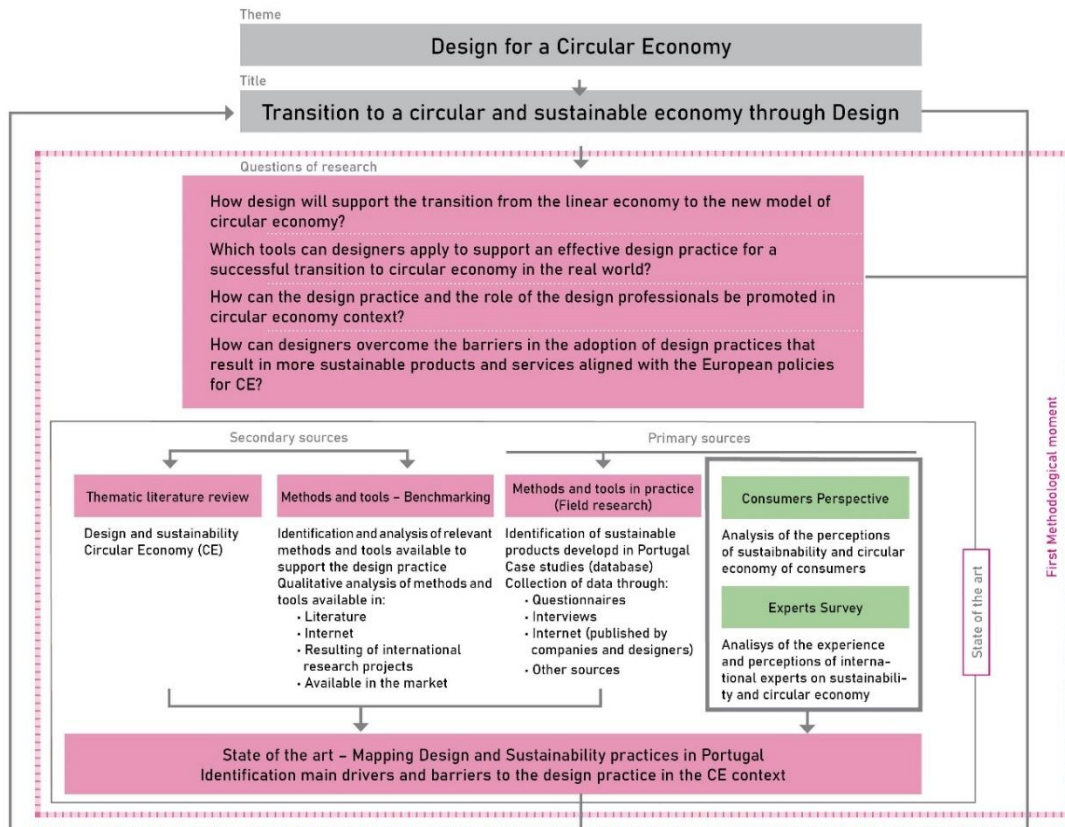 Theme
Design for a Circular Economy
Title
Transition to a circular and sustainable economy through Design
Questions of research
How design will support the transition from the linear economy to the new model of
circular economy?
Which tools can designers apply to support an effective design practice for a
successful transition to circular economy in the real world?
How can the design practice and the role of the design professionals be promoted in
circular economy context?
How can designers overcome the barriers in the adoption of design practices that
result in more sustainable products and services aligned with the European policies
for CE?
Secondary sources
Primary sources
Thematic literature review
Design and sustainability
Circular Economy (CE)
Methods and tools – Benchmarking
Identification and analysis of relevant
methods and tools available to
support the design practice
Qualitative analysis of methods and
tools available in:
• Literature
• Internet
• Resulting of international
research projects
• Available in the market
Methods and tools in practice
(Field research)
Identification of sustainable
products developd in Portugal
Case studies (database)
Collection of data through:
• Questionnaires
• Interviews
• Internet (published by
companies and designers)
• Other sources
Consumers Perspective
Analysis of the perceptions
of sustaibnability and circular
economy of consumers
Experts Survey
Analisys of the experience
and perceptions of interna-
tional experts on sustainabili-
ty and circular economy
State of the art
First Methodological moment
State of the art – Mapping Design and Sustainability practices in Portugal
Identification main drivers and barriers to the design practice in the CE context